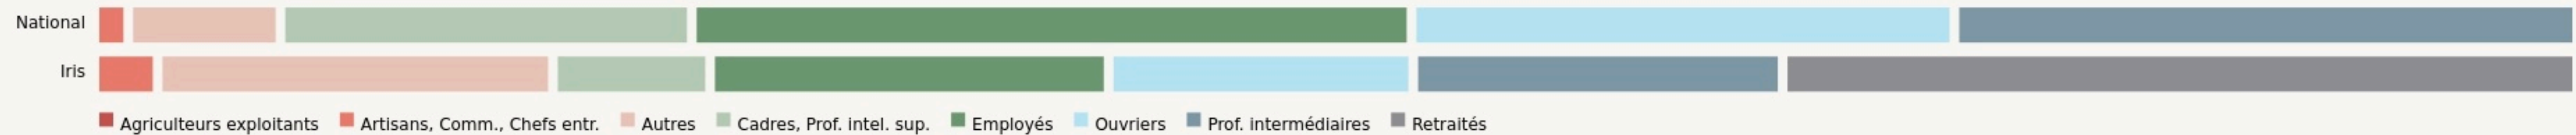 National
Iris
Agriculteurs exploitants Artisans, Comm., Chefs entr. Autres Cadres, Prof. intel. sup. Employés Ouvriers Prof. intermédiaires Retraités